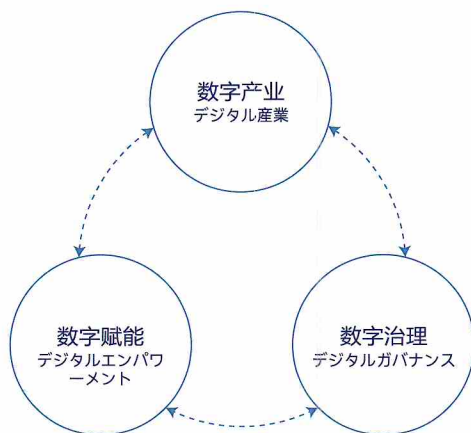 数字产业
デジタル産業
数字赋能
デジタルエンパワ
ーメント
数字治理
デジタルガバナンス